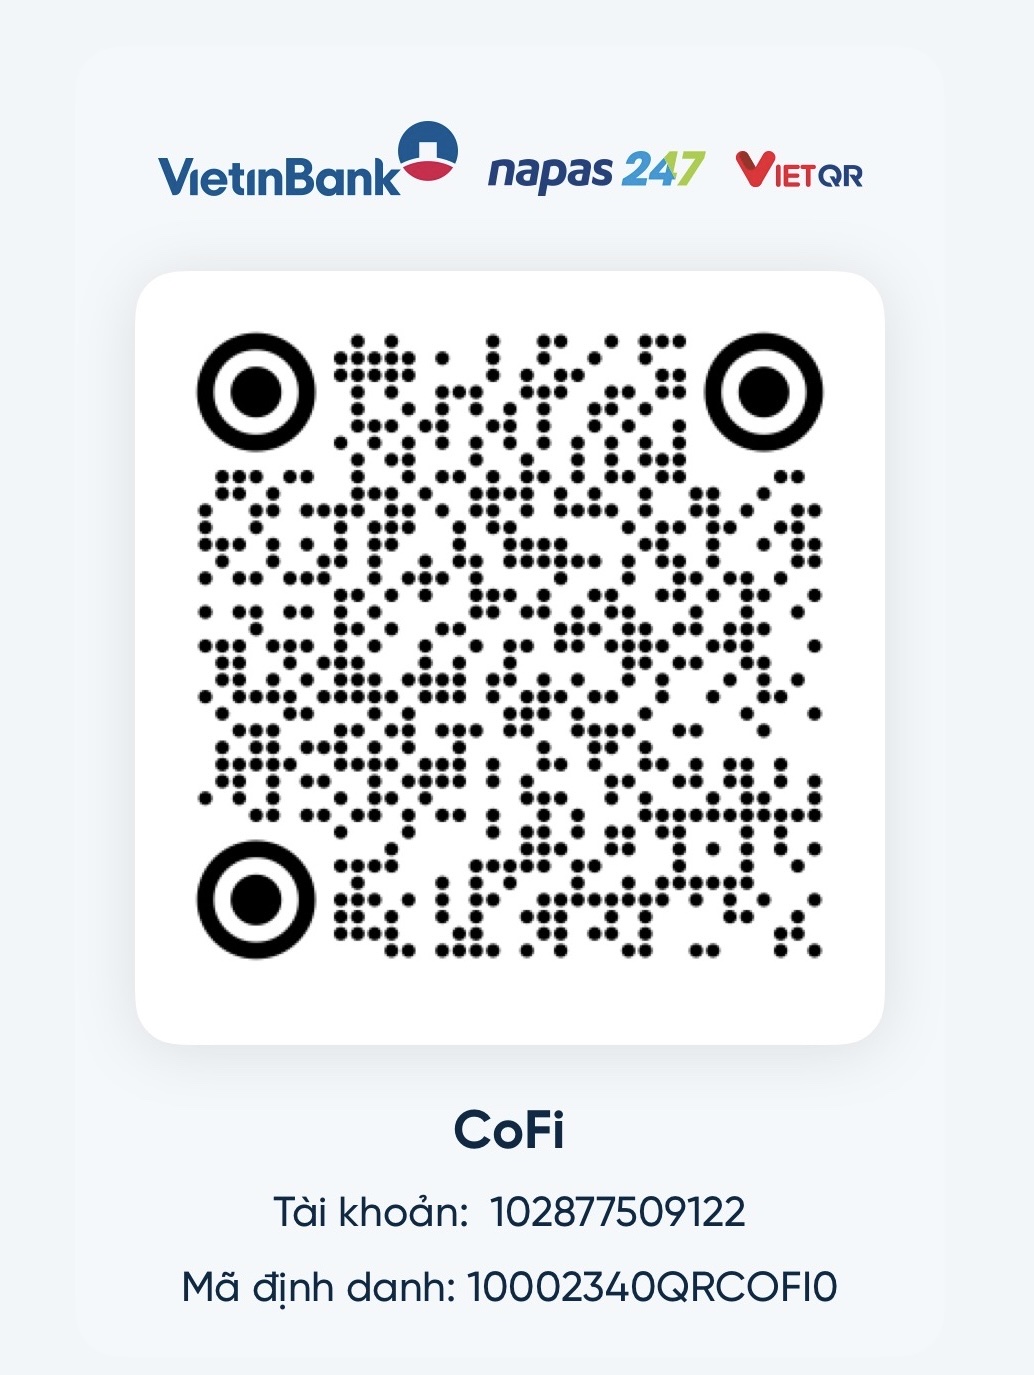 VietinBank napas 247 VIETQR
CoFi
Tài khoản: 102877509122
Mã định danh: 10002340QRCOFI0